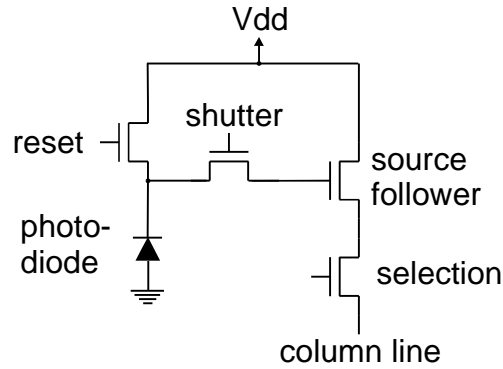 Vdd
shutter
reset
source
follower
photo-
diode
selection
column line